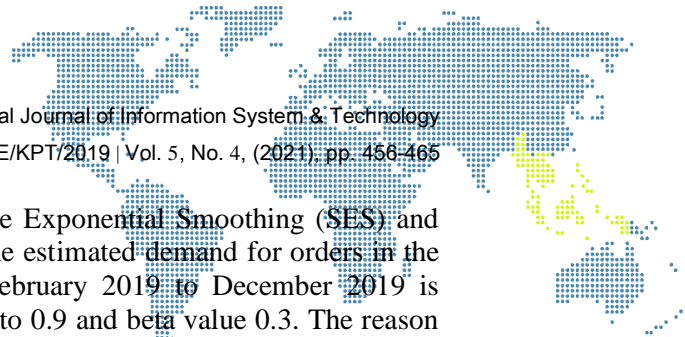 al Journal of Information System & Technology
E/KPT/2019 | Vol. 5, No. 4, (2021), pp. 456-465
e Exponential Smoothing (SES) and
e estimated demand for orders in the
ebruary 2019 to December 2019 is
to 0.9 and beta value 0.3. The reason